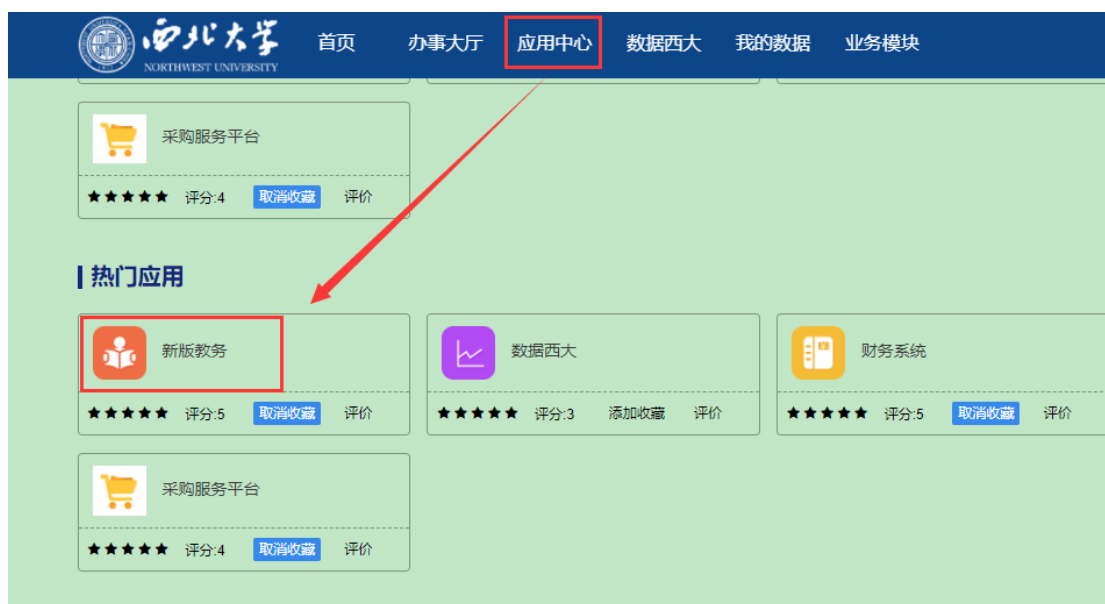 西北大学 首页 办事大厅 应用中心 数据西大 我的数据 业务模块
NORTHWEST UNIVERSITY
采购服务平台
★★★★★ 评分:4 取消收藏 评价
热门应用
新版教务 数据西大 财务系统
★★★★★ 评分:5 取消收藏 评价 ★★★★★ 评分:3 添加收藏 评价 ★★★★★ 评分:5 取消收藏 评价
采购服务平台
★★★★★ 评分:4 取消收藏 评价